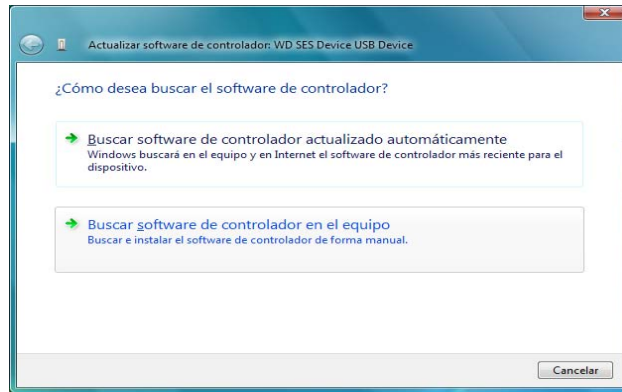 Actualizar software de controlador: WD SES Device USB Device
¿Cómo desea buscar el software de controlador?
Buscar software de controlador actualizado automáticamente
Windows buscará en el equipo y en Internet el software de controlador más reciente para el
dispositivo.
Buscar software de controlador en el equipo
Buscar e instalar el software de controlador de forma manual.
Cancelar